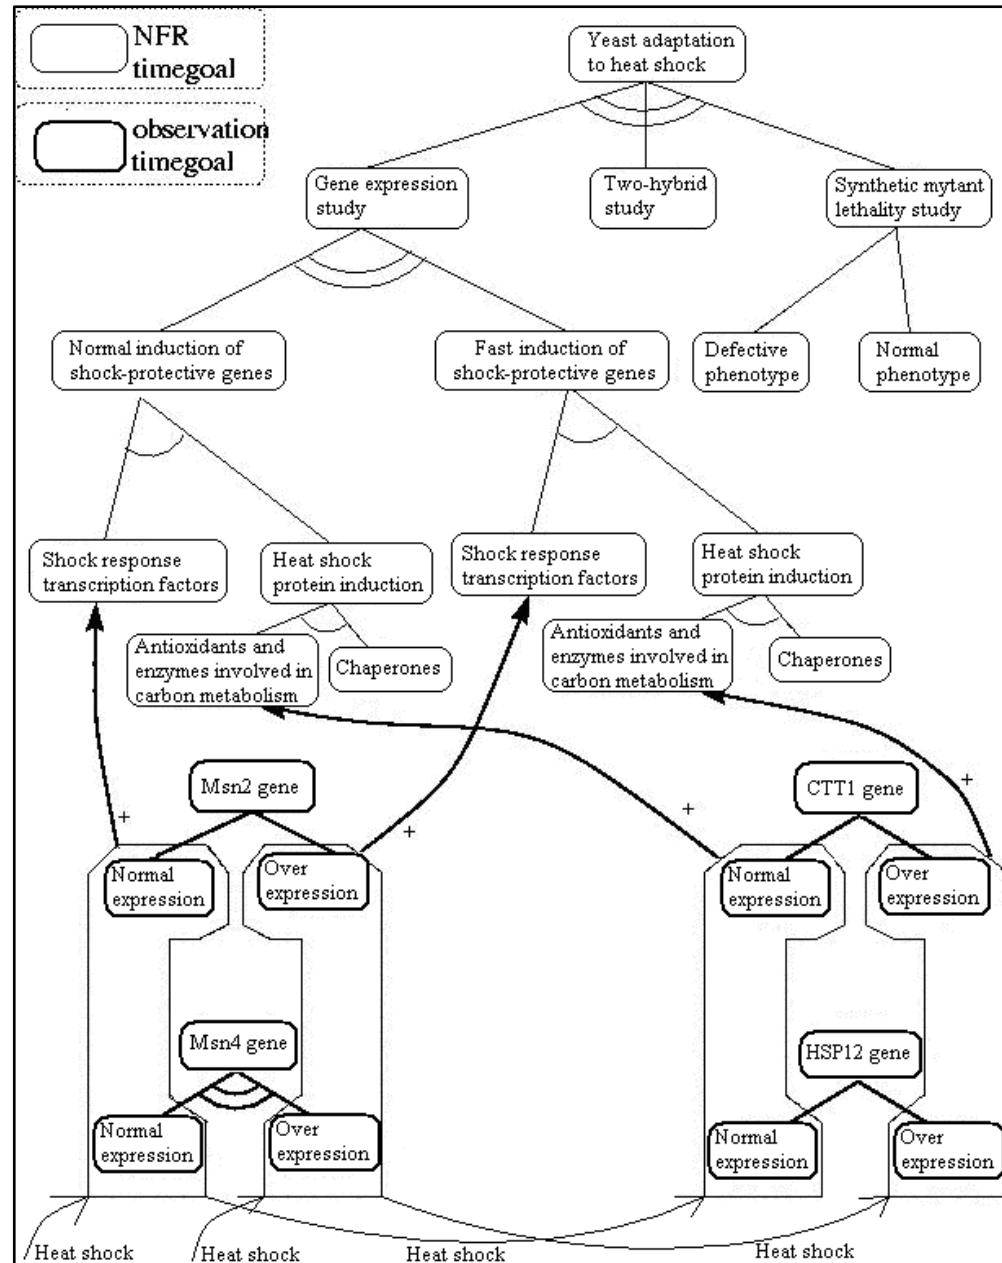 NFR
timegoal
observation
timegoal
Yeast adaptation
to heat shock
Gene expression
study
Two-hybrid
study
Synthetic mytant
lethality study
Normal induction of
shock-protective genes
Fast induction of
shock-protective genes
Defective
phenotype
Normal
phenotype
Shock response
transcription factors
Heat shock
protein induction
Shock response
transcription factors
Heat shock
protein induction
Antioxidants and
enzymes involved in
carbon metabolism
Chaperones
Antioxidants and
enzymes involved in
carbon metabolism
Chaperones
Msn2 gene
CTT1 gene
+
+
+
+
Normal
expression
Over
expression
Normal
expression
Over
expression
Msn4 gene
HSP12 gene
Normal
expression
Over
expression
Normal
expression
Over
expression
Heat shock
Heat shock
Heat shock
Heat shock